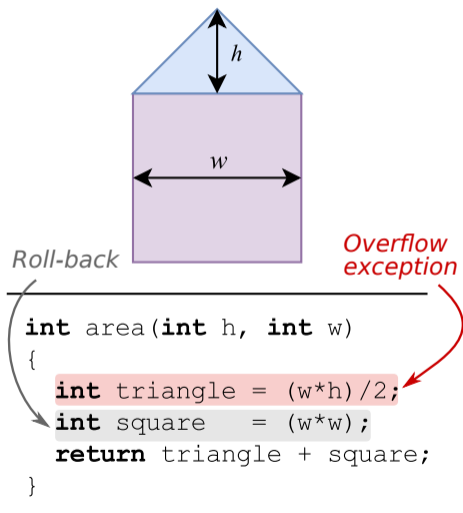 h
w
Roll-back
Overflow
exception
int area(int h, int w)
{
int triangle = (w*h)/2;
int square   = (w*w);
return triangle + square;
}